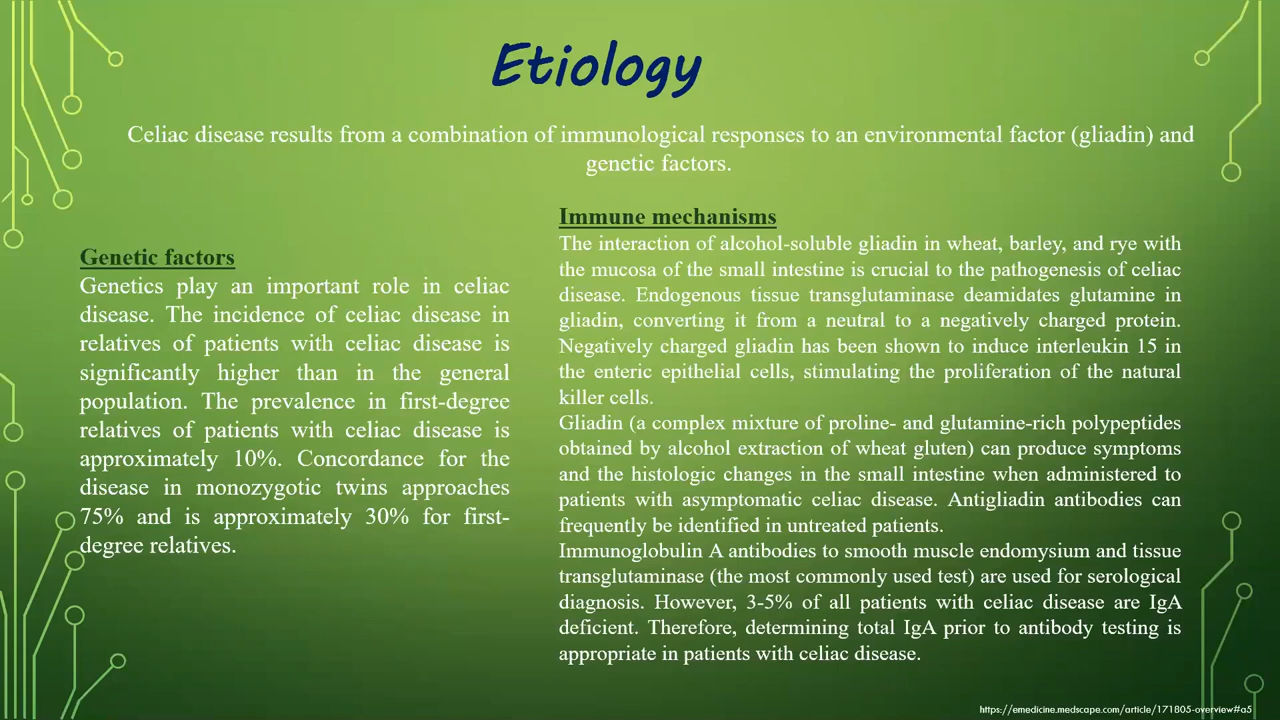 Etiology
Celiac disease results from a combination of immunological responses to an environmental factor (gliadin) and
genetic factors.
Genetic factors
Genetics play an important role in celiac
disease. The incidence of celiac disease in
relatives of patients with celiac disease is
significantly higher than in the general
population. The prevalence in first-degree
relatives of patients with celiac disease is
approximately 10%. Concordance for the
disease in monozygotic twins approaches
75% and is approximately 30% for first-
degree relatives.
Immune mechanisms
The interaction of alcohol-soluble gliadin in wheat, barley, and rye with
the mucosa of the small intestine is crucial to the pathogenesis of celiac
disease. Endogenous tissue transglutaminase deamidates glutamine in
gliadin, converting it from a neutral to a negatively charged protein.
Negatively charged gliadin has been shown to induce interleukin 15 in
the enteric epithelial cells, stimulating the proliferation of the natural
killer cells.
Gliadin (a complex mixture of proline- and glutamine-rich polypeptides
obtained by alcohol extraction of wheat gluten) can produce symptoms
and the histologic changes in the small intestine when administered to
patients with asymptomatic celiac disease. Antigliadin antibodies can
frequently be identified in untreated patients.
Immunoglobulin A antibodies to smooth muscle endomysium and tissue
transglutaminase (the most commonly used test) are used for serological
diagnosis. However, 3-5% of all patients with celiac disease are IgA
deficient. Therefore, determining total IgA prior to antibody testing is
appropriate in patients with celiac disease.
https://emedicine.medscape.com/article/171805-overview#a5